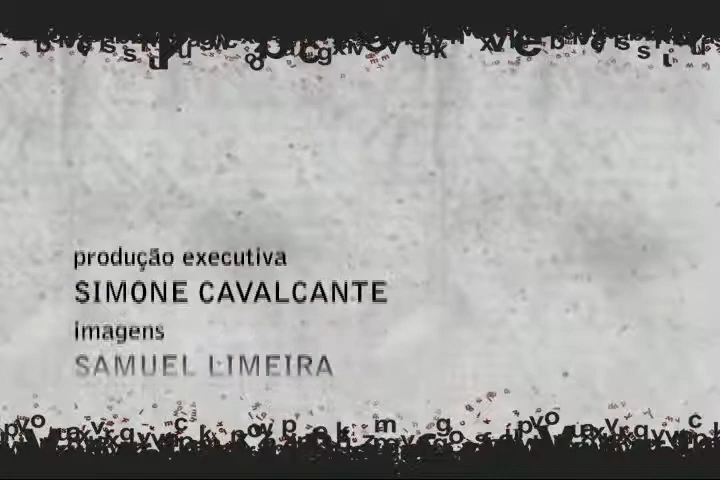 produção executiva
SIMONE CAVALCANTE
imagens
SAMUEL LIMEIRA